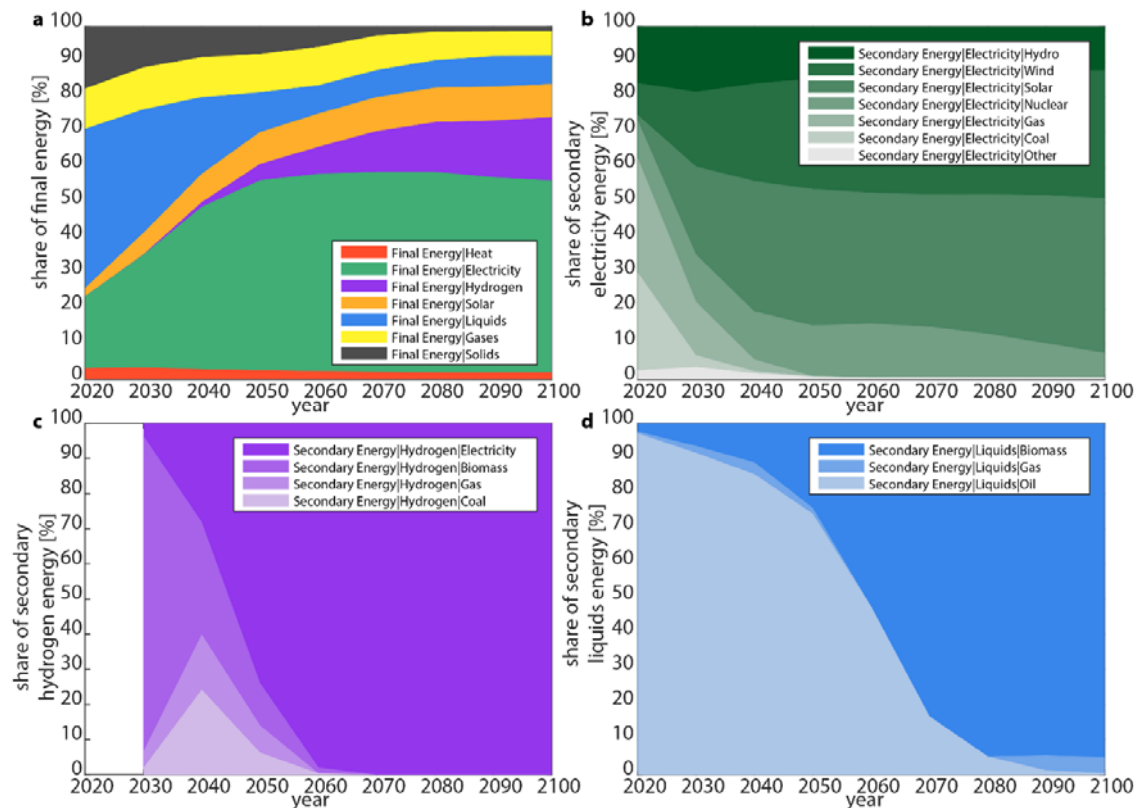 a
100
90
80
70
60
50
40
30
20
10
0
share of final energy [%]
Final Energy|Heat
Final Energy|Electricity
Final Energy|Hydrogen
Final Energy|Solar
Final Energy|Liquids
Final Energy|Gases
Final Energy|Solids
2020 2030 2040 2050 2060 2070 2080 2090 2100
year
b
100
90
80
70
60
50
40
30
20
10
0
share of secondary
electricity energy [%]
Secondary Energy|Electricity|Hydro
Secondary Energy|Electricity|Wind
Secondary Energy|Electricity|Solar
Secondary Energy|Electricity|Nuclear
Secondary Energy|Electricity|Gas
Secondary Energy|Electricity|Coal
Secondary Energy|Electricity|Other
2020 2030 2040 2050 2060 2070 2080 2090 2100
year
c
100
90
80
70
60
50
40
30
20
10
0
share of secondary
hydrogen energy [%]
Secondary Energy|Hydrogen|Electricity
Secondary Energy|Hydrogen|Biomass
Secondary Energy|Hydrogen|Gas
Secondary Energy|Hydrogen|Coal
2020 2030 2040 2050 2060 2070 2080 2090 2100
year
d
100
90
80
70
60
50
40
30
20
10
0
share of secondary
liquids energy [%]
Secondary Energy|Liquids|Biomass
Secondary Energy|Liquids|Gas
Secondary Energy|Liquids|Oil
2020 2030 2040 2050 2060 2070 2080 2090 2100
year